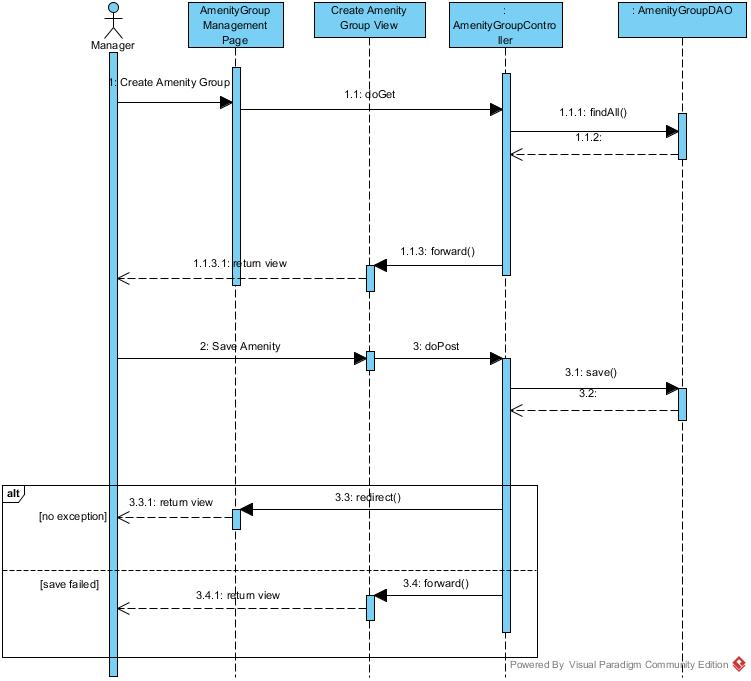 Manager
AmenityGroup
Management
Page
Create Amenity
Group View
:
AmenityGroupContro
ller
: AmenityGroupDAO
1: Create Amenity Group
1.1: doGet
1.1.1: findAll()
1.1.2:
1.1.3: forward()
1.1.3.1: return view
2: Save Amenity
3: doPost
3.1: save()
3.2:
alt
3.3: redirect()
3.3.1: return view
[no exception]
[save failed]
3.4: forward()
3.4.1: return view
Powered By Visual Paradigm Community Edition